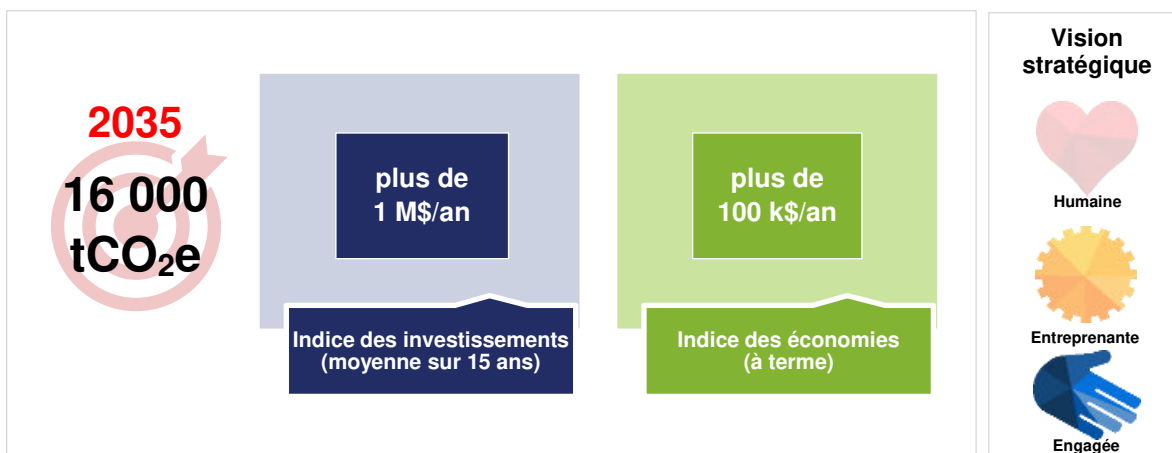 2035
16 000
tCO₂e
plus de
1 M$/an
Indice des investissements
(moyenne sur 15 ans)
plus de
100 k$/an
Indice des économies
(à terme)
Vision
stratégique
Humaine
Entreprenante
Engagée